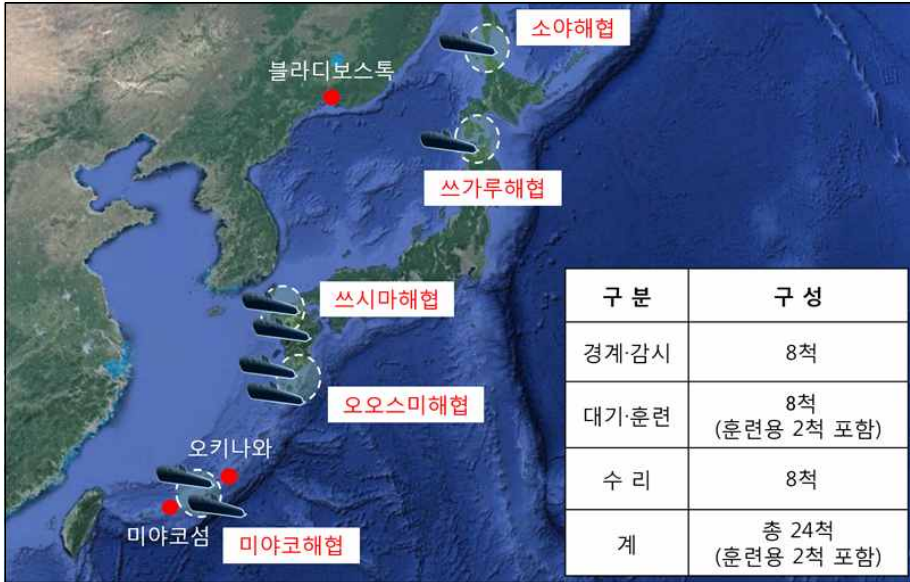 소야해협
블라디보스톡
쓰가루해협
쓰시마해협
오오스미해협
오키나와
미야코섬
미야코해협
구 분 구 성
경계·감시 8척
대기·훈련 8척
(훈련용 2척 포함)
수 리 8척
계 총 24척
(훈련용 2척 포함)